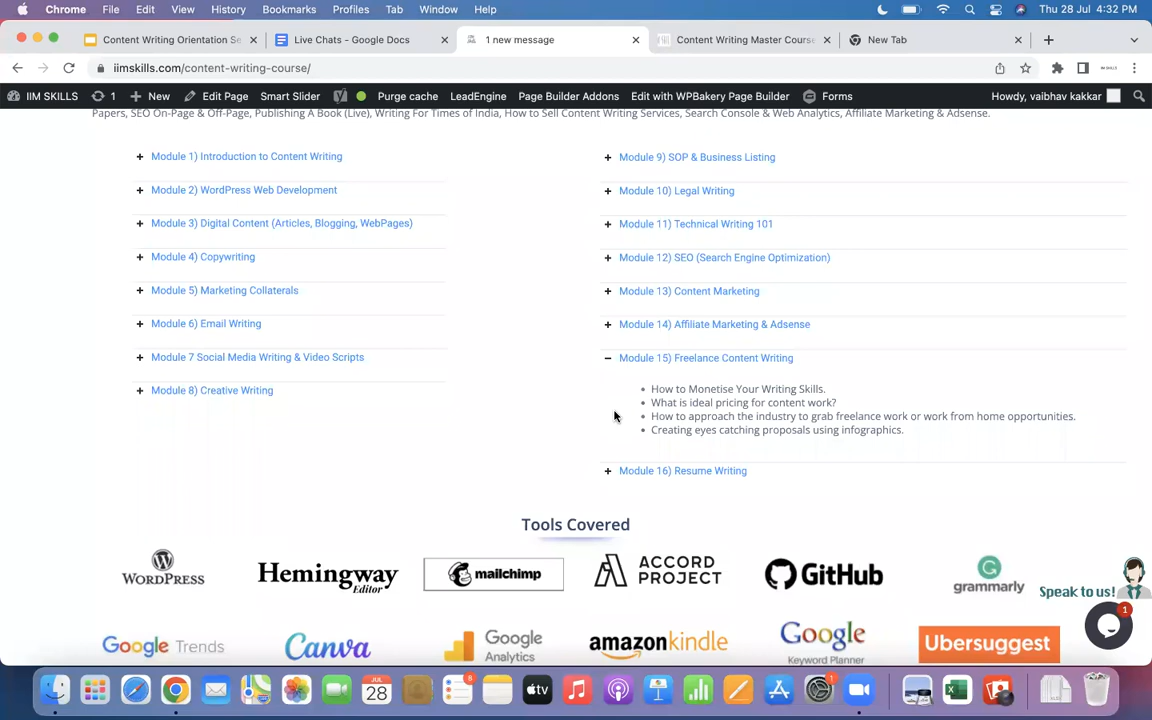 Chrome File Edit View History Bookmarks Profiles Tab Window Help Thu 28 Jul 4:32 PM
Content Writing Orientation Se Live Chats - Google Docs 1 new message Content Writing Master Course New Tab
iimskills.com/content-writing-course/
IIM SKILLS 1 New Edit Page Smart Slider Purge cache LeadEngine Page Builder Addons Edit with WPBakery Page Builder Forms Howdy, vaibhav kakkar
Papers, SEO On-Page & Off-Page, Publishing A Book (Live), Writing For Times of India, How to Sell Content Writing Services, Search Console & Web Analytics, Affiliate Marketing & Adsense.
Module 1) Introduction to Content Writing
Module 2) WordPress Web Development
Module 3) Digital Content (Articles, Blogging, WebPages)
Module 4) Copywriting
Module 5) Marketing Collaterals
Module 6) Email Writing
Module 7 Social Media Writing & Video Scripts
Module 8) Creative Writing
Module 9) SOP & Business Listing
Module 10) Legal Writing
Module 11) Technical Writing 101
Module 12) SEO (Search Engine Optimization)
Module 13) Content Marketing
Module 14) Affiliate Marketing & Adsense
Module 15) Freelance Content Writing
How to Monetise Your Writing Skills.
What is ideal pricing for content work?
How to approach the industry to grab freelance work or work from home opportunities.
Creating eyes catching proposals using infographics.
Module 16) Resume Writing
Tools Covered
WORDPRESS Hemingway Editor mailchimp ACCORD PROJECT GitHub grammarly
Speak to us!
1
Google Trends Canva Google Analytics amazonkindle Google Keyword Planner Ubersuggest
JUL 28 6 tv 1